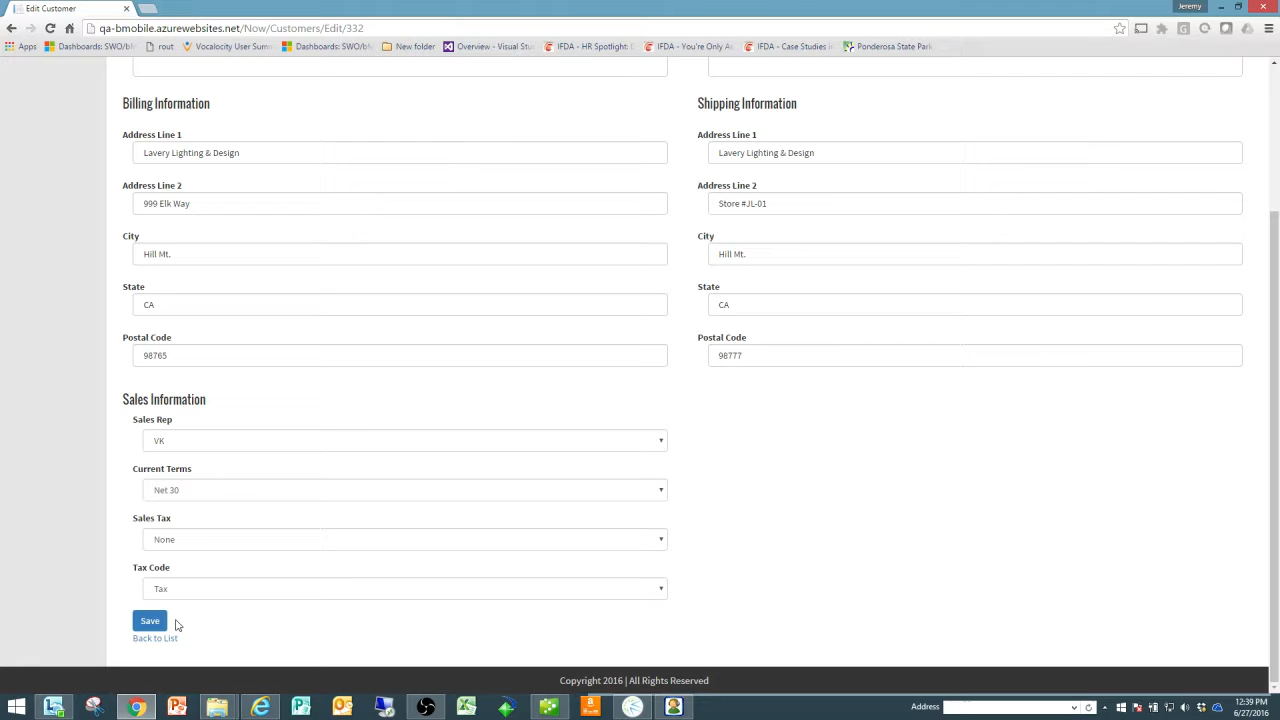 Edit Customer
Jeremy
qa-bmobile.azurewebsites.net/Now/Customers/Edit/332
Apps Dashboards: SWO/b rout Vocalocity User Summ Dashboards: SWO/b New folder Overview - Visual Stu IFDA - HR Spotlight: D IFDA - You're Only A IFDA - Case Studies Ponderosa State Park
Billing Information
Shipping Information
Address Line 1
Address Line 1
Lavery Lighting & Design
Lavery Lighting & Design
Address Line 2
Address Line 2
999 Elk Way
Store #JL-01
City
City
Hill Mt.
Hill Mt.
State
State
CA
CA
Postal Code
Postal Code
98765
98777
Sales Information
Sales Rep
VK
Current Terms
Net 30
Sales Tax
None
Tax Code
Tax
Save
Back to List
Copyright 2016 | All Rights Reserved
Address
12:39 PM
6/27/2016